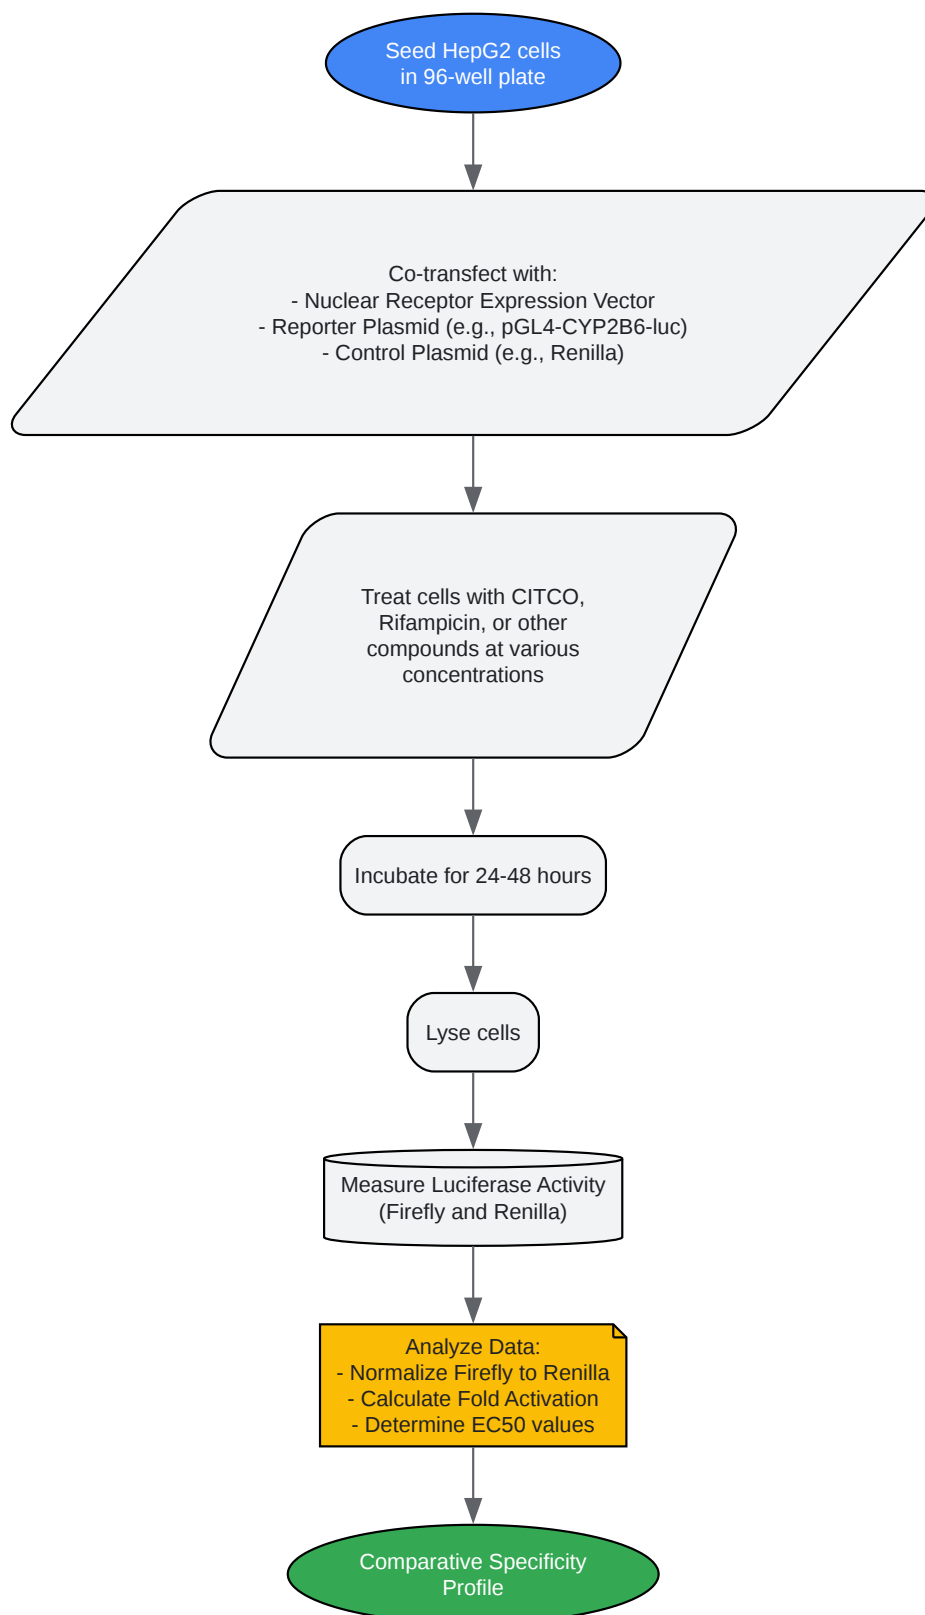 Seed HepG2 cells
in 96-well plate
Co-transfect with:
- Nuclear Receptor Expression Vector
- Reporter Plasmid (e.g., pGL4-CYP2B6-luc)
- Control Plasmid (e.g., Renilla)
Treat cells with CITCO,
Rifampicin, or other
compounds at various
concentrations
Incubate for 24-48 hours
Lyse cells
Measure Luciferase Activity
(Firefly and Renilla)
Analyze Data:
- Normalize Firefly to Renilla
- Calculate Fold Activation
- Determine EC50 values
Comparative Specificity
Profile